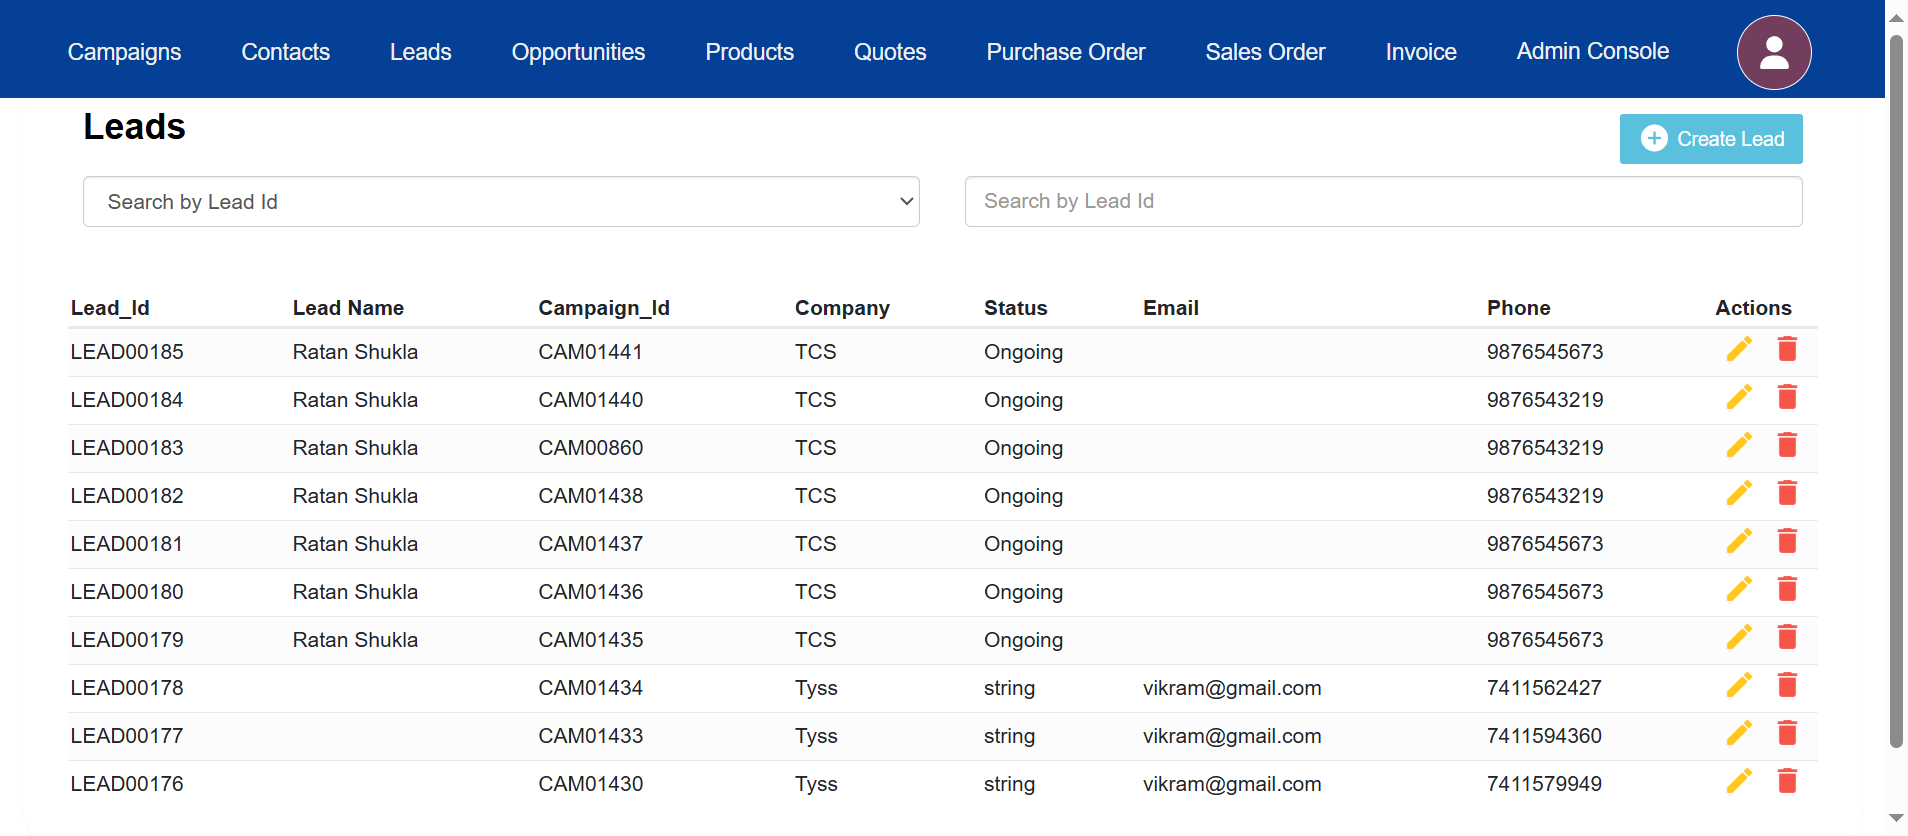 Campaigns Contacts Leads Opportunities Products Quotes Purchase Order Sales Order Invoice Admin Console
Leads
Create Lead
Search by Lead Id Search by Lead Id
Lead_Id Lead Name Campaign_Id Company Status Email Phone Actions
LEAD00185 Ratan Shukla CAM01441 TCS Ongoing 9876545673
LEAD00184 Ratan Shukla CAM01440 TCS Ongoing 9876543219
LEAD00183 Ratan Shukla CAM00860 TCS Ongoing 9876543219
LEAD00182 Ratan Shukla CAM01438 TCS Ongoing 9876543219
LEAD00181 Ratan Shukla CAM01437 TCS Ongoing 9876545673
LEAD00180 Ratan Shukla CAM01436 TCS Ongoing 9876545673
LEAD00179 Ratan Shukla CAM01435 TCS Ongoing 9876545673
LEAD00178 CAM01434 Tyss string vikram@gmail.com 7411562427
LEAD00177 CAM01433 Tyss string vikram@gmail.com 7411594360
LEAD00176 CAM01430 Tyss string vikram@gmail.com 7411579949